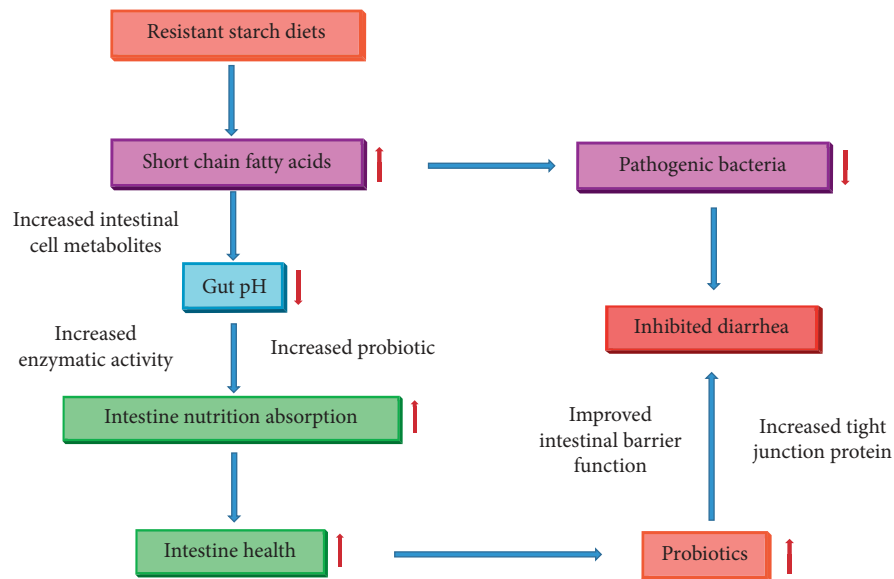 Resistant starch diets
Short chain fatty acids
Pathogenic bacteria
Increased intestinal
cell metabolites
Gut pH
Inhibited diarrhea
Increased
enzymatic activity
Increased probiotic
Intestine nutrition absorption
Improved
intestinal barrier
function
Increased tight
junction protein
Intestine health
Probiotics